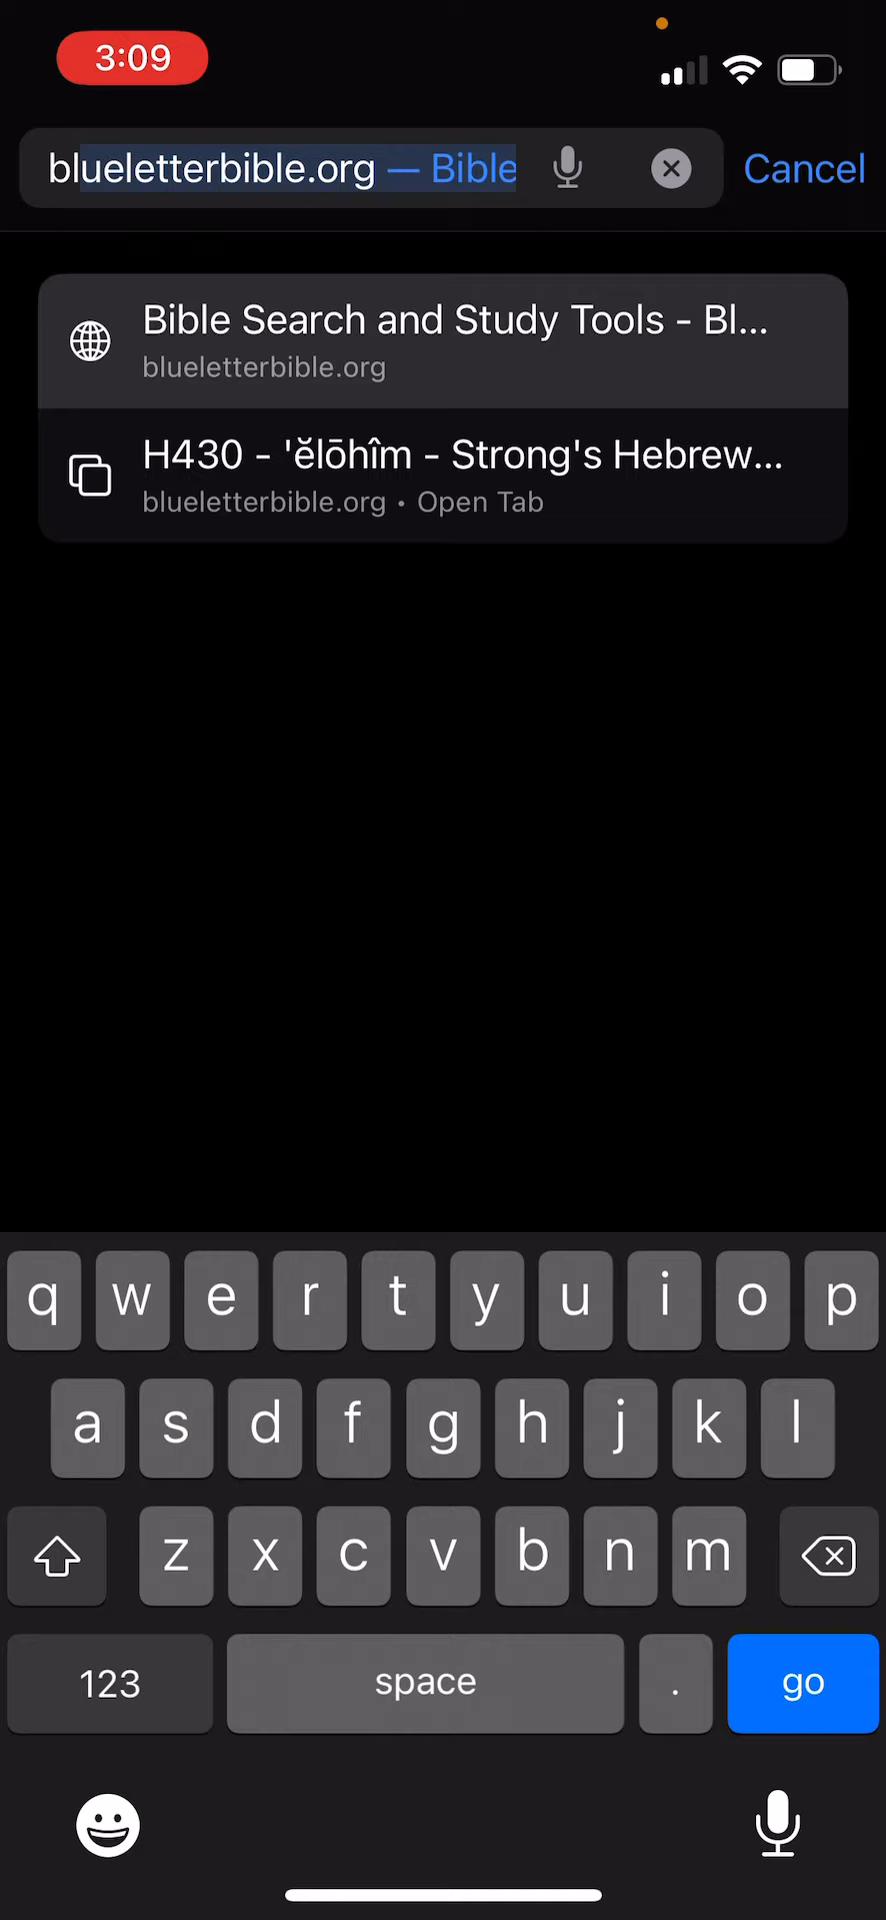 3:09
blueletterbible.org — Bible
Cancel
Bible Search and Study Tools - Bl...
blueletterbible.org
H430 - 'ĕlōhîm - Strong's Hebrew...
blueletterbible.org • Open Tab
q w e r t y u i o p
a s d f g h j k l
z x c v b n m
123 space . go